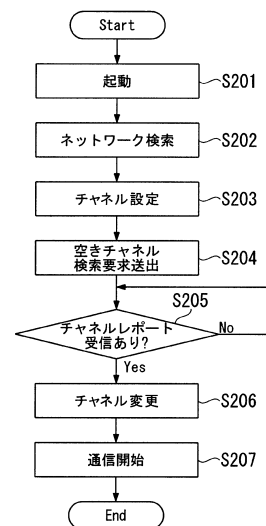 Start
起動
S201
ネットワーク検索
S202
チャネル設定
S203
空きチャネル
検索要求送出
S204
S205
チャネルレポート
受信あり?
No
Yes
チャネル変更
S206
通信開始
S207
End